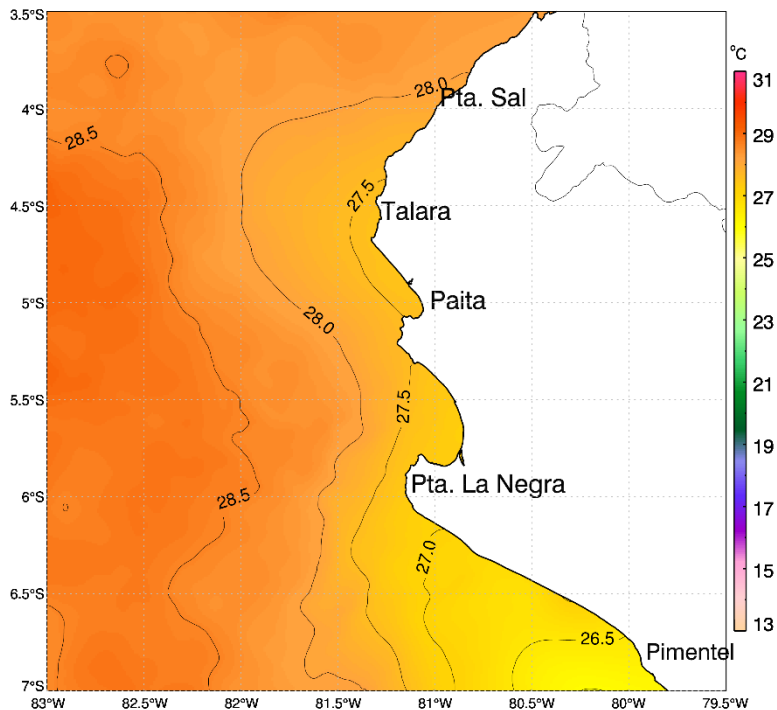 3.5°S
°C
31
28.0
Pta. Sal
4°S
29
28.5
27.5
Talara
4.5°S
27
25
5°S
Paita
28.0
23
27.5
5.5°S
21
19
28.5
Pta. La Negra
6°S
17
27.0
6.5°S
15
26.5
Pimentel
13
7°S
83°W 82.5°W 82°W 81.5°W 81°W 80.5°W 80°W 79.5°W